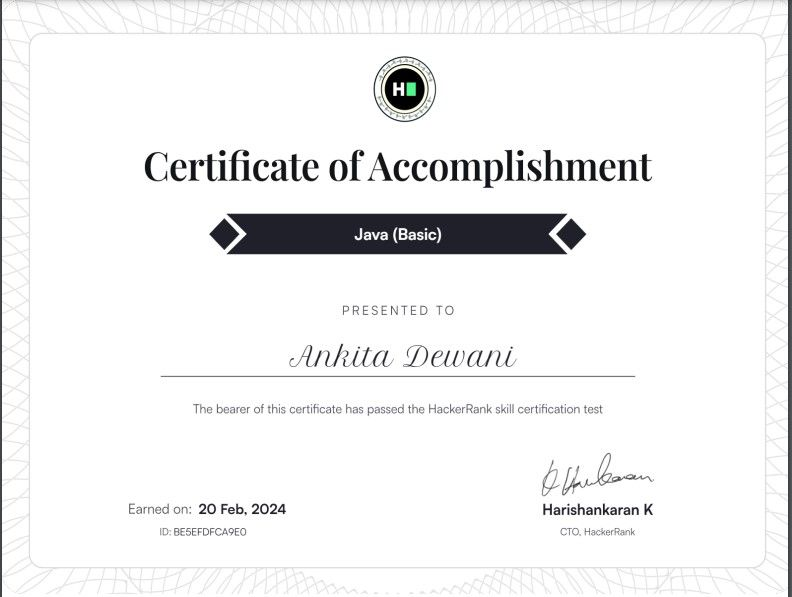 H
Certificate of Accomplishment
Java (Basic)
PRESENTED TO
Ankita Dewani
The bearer of this certificate has passed the HackerRank skill certification test
Earned on: 20 Feb, 2024
ID: BE5EFDFCA9E0
Harishankaran
Harishankaran K
CTO, HackerRank